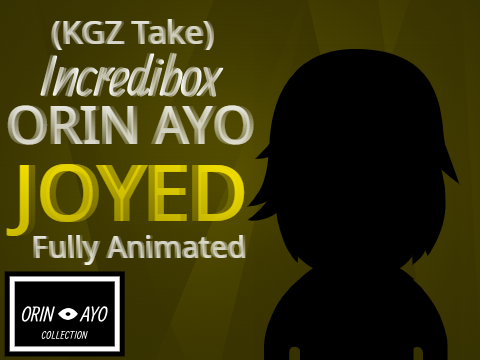 (KGZ Take)
Incredibox
ORIN AYO
JOYED
Fully Animated
ORIN AYO
COLLECTION